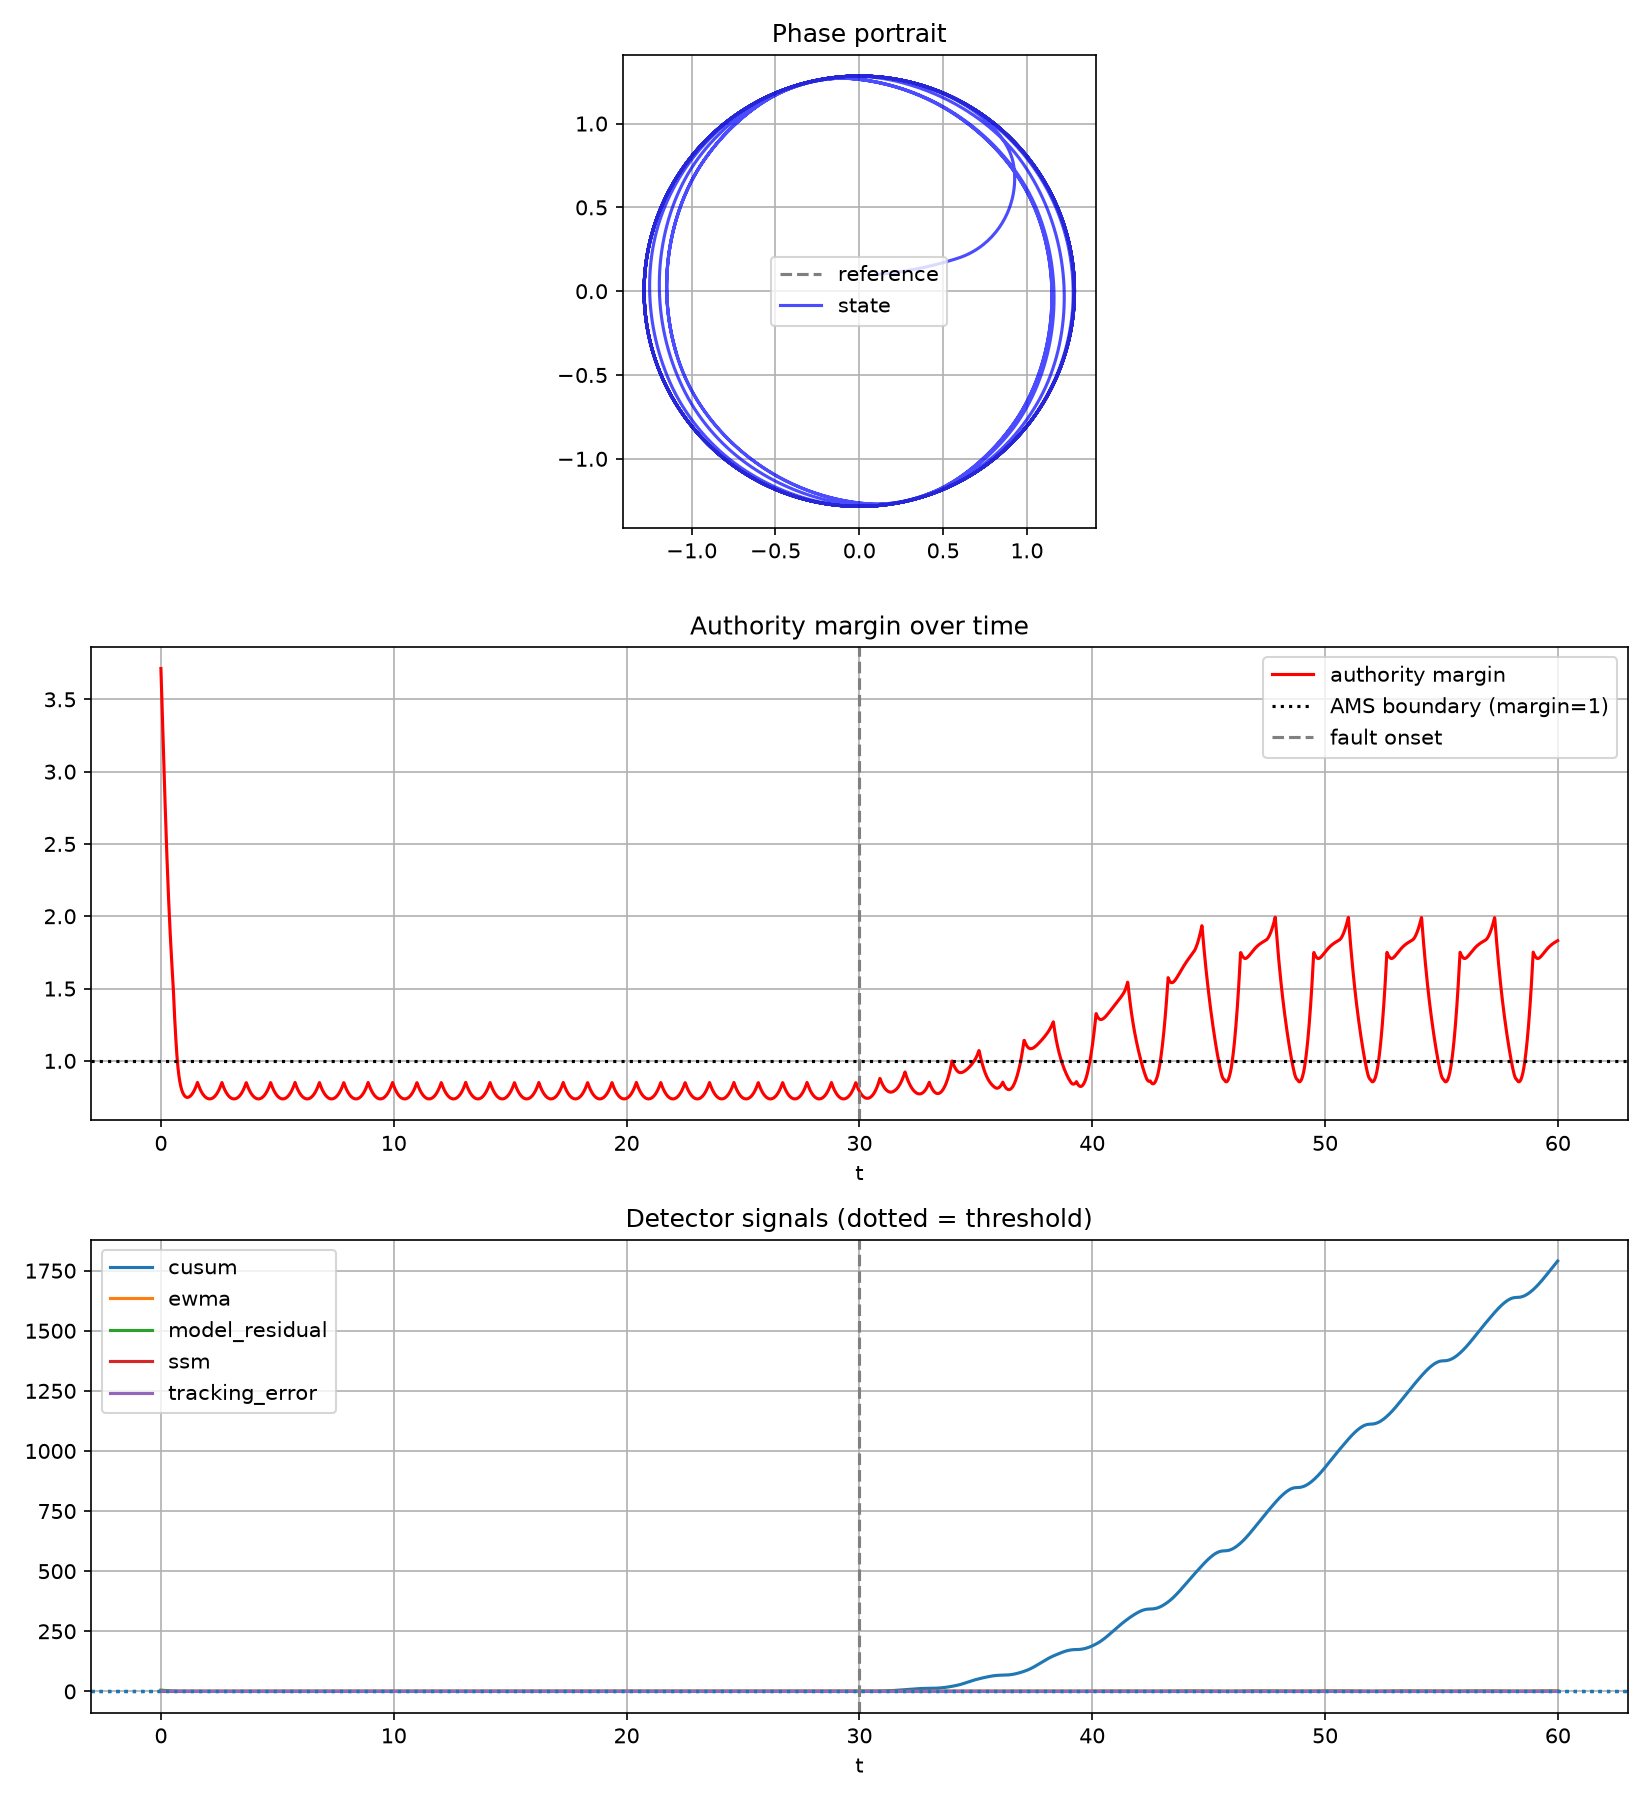 Phase portrait
1.0
0.5
0.0
−0.5
−1.0
reference
state
−1.0 −0.5 0.0 0.5 1.0
Authority margin over time
3.5
3.0
2.5
2.0
1.5
1.0
authority margin
AMS boundary (margin=1)
fault onset
0 10 20 30 40 50 60
t
Detector signals (dotted = threshold)
1750
1500
1250
1000
750
500
250
0
cusum
ewma
model_residual
ssm
tracking_error
0 10 20 30 40 50 60
t